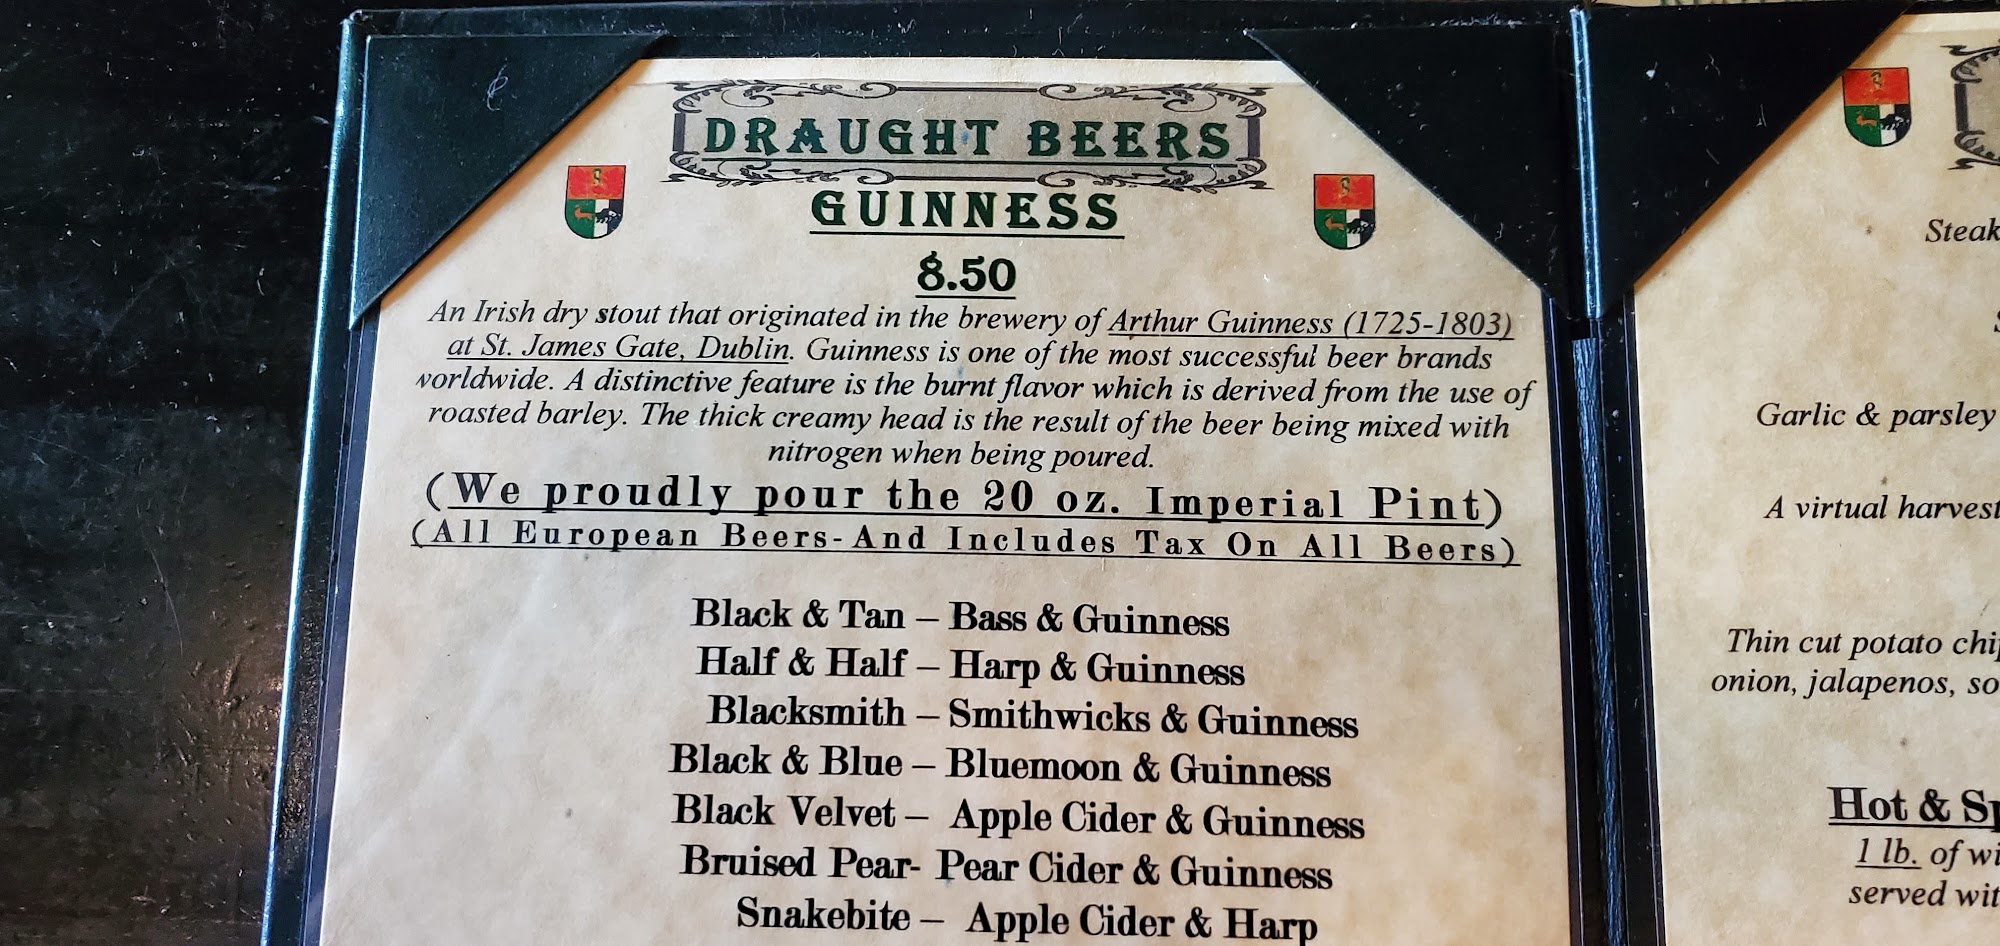 DRAUGHT BEERS
GUINNESS
8.50
An Irish dry stout that originated in the brewery of Arthur Guinness (1725-1803)
at St. James Gate, Dublin. Guinness is one of the most successful beer brands
worldwide. A distinctive feature is the burnt flavor which is derived from the use of
roasted barley. The thick creamy head is the result of the beer being mixed with
nitrogen when being poured.
(We proudly pour the 20 oz. Imperial Pint)
(All European Beers-And Includes Tax On All Beers)
Black & Tan – Bass & Guinness
Half & Half – Harp & Guinness
Blacksmith – Smithwicks & Guinness
Black & Blue – Bluemoon & Guinness
Black Velvet – Apple Cider & Guinness
Bruised Pear- Pear Cider & Guinness
Snakebite – Apple Cider & Harp
Steak
Garlic & parsley
A virtual harvest
Thin cut potato
onion, jalapenos,
Hot &
1 lb. of
served